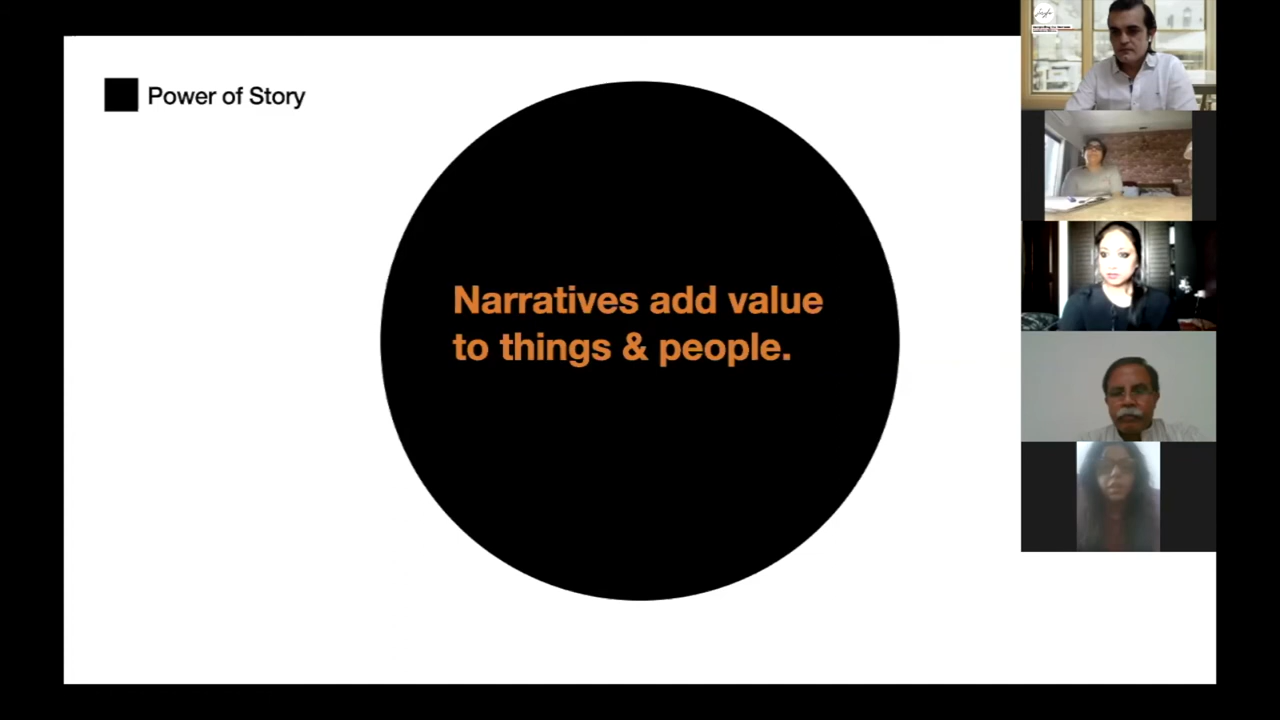 Power of Story
Narratives add value
to things & people.